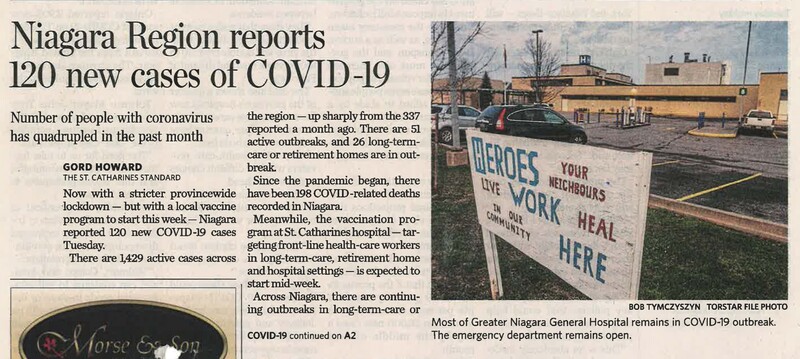 Niagara Region reports
120 new cases of COVID-19
Number of people with coronavirus
has quadrupled in the past month
GORD HOWARD
THE ST. CATHARINES STANDARD
Now with a stricter provincewide
lockdown — but with a local vaccine
program to start this week — Niagara
reported 120 new COVID-19 cases
Tuesday.
There are 1,429 active cases across
the region — up sharply from the 337
reported a month ago. There are 51
active outbreaks, and 26 long-term-
care or retirement homes are in out-
break.
Since the pandemic began, there
have been 198 COVID-related deaths
recorded in Niagara.
Meanwhile, the vaccination pro-
gram at St. Catharines hospital — tar-
geting front-line health-care workers
in long-term-care, retirement home
and hospital settings — is expected to
start mid-week.
Across Niagara, there are continu-
ing outbreaks in long-term-care or
COVID-19 continued on A2
H
HEROES
WORK
HERE
YOUR
NEIGHBOURS
HEAL
LIVE
IN OUR
COMMUNITY
BOB TYMCZYSZYN TORSTAR FILE PHOTO
Most of Greater Niagara General Hospital remains in COVID-19 outbreak.
The emergency department remains open.
Morse & Son